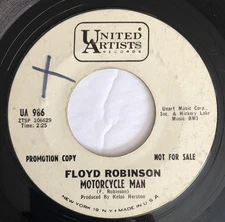 UNITED
ARTISTS
RECORDS
UA 986
ZTSP 106629
Time: 2:25
Unart Music Corp.
Inc. & Hickory Lake
Music BMI
PROMOTION COPY
NOT FOR SALE
FLOYD ROBINSON
MOTORCYCLE MAN
(F. Robinson)
Produced By Kelso Herston
NEW YORK 19, N.Y. • MADE IN U.S.A.